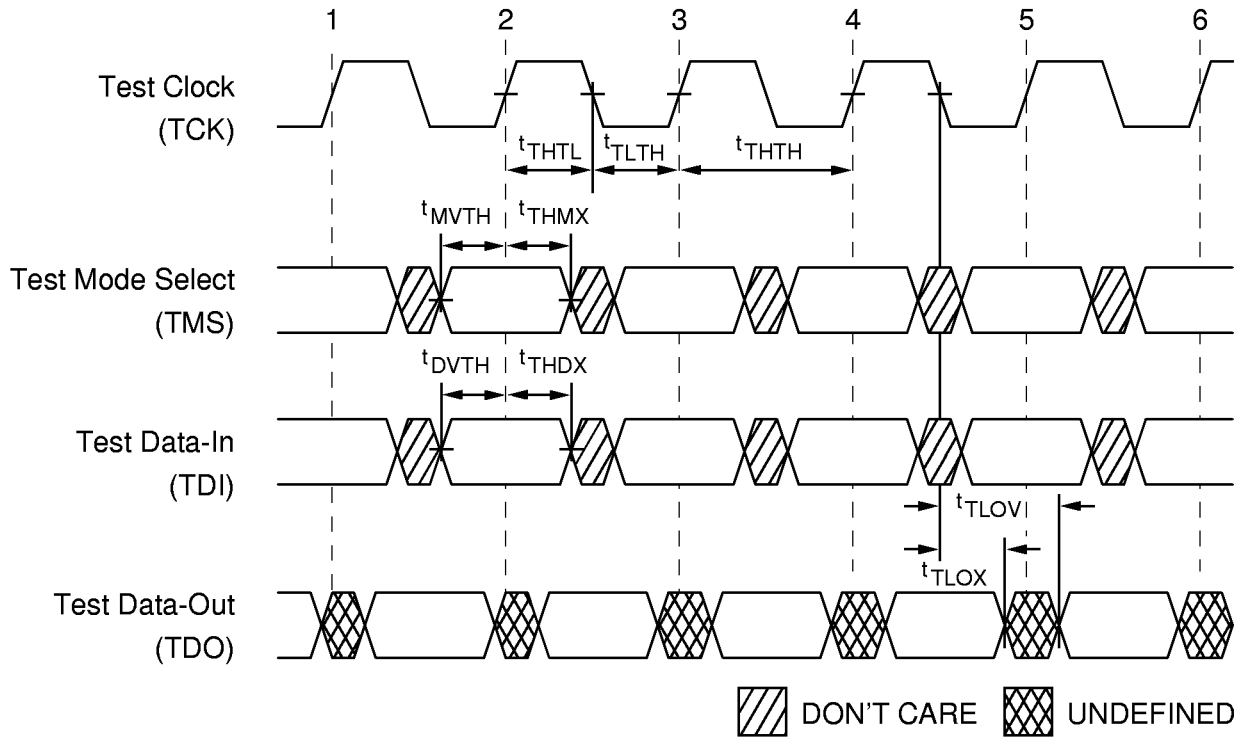 1 2 3 4 5 6
Test Clock
(TCK)
tTHTL tTLTH tTHTH
tMVTH tTHMX
Test Mode Select
(TMS)
tDVTH tTHDX
Test Data-In
(TDI)
tTLOV
tTLOX
Test Data-Out
(TDO)
DON'T CARE UNDEFINED